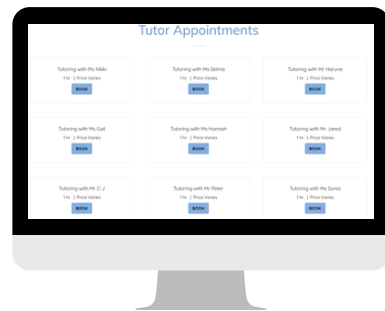 Tutor Appointments
Tutoring with Ms Nikki
1 hr | Price Varies
BOOK
Tutoring with Ms Selma
1 hr | Price Varies
BOOK
Tutoring with Mr Harune
1 hr | Price Varies
BOOK
Tutoring with Ms Gail
1 hr | Price Varies
BOOK
Tutoring with Ms Hannah
1 hr | Price Varies
BOOK
Tutoring with Mr Jared
1 hr | Price Varies
BOOK
Tutoring with Mr C-J
1 hr | Price Varies
BOOK
Tutoring with Mr Peter
1 hr | Price Varies
BOOK
Tutoring with Ms Sarea
1 hr | Price Varies
BOOK